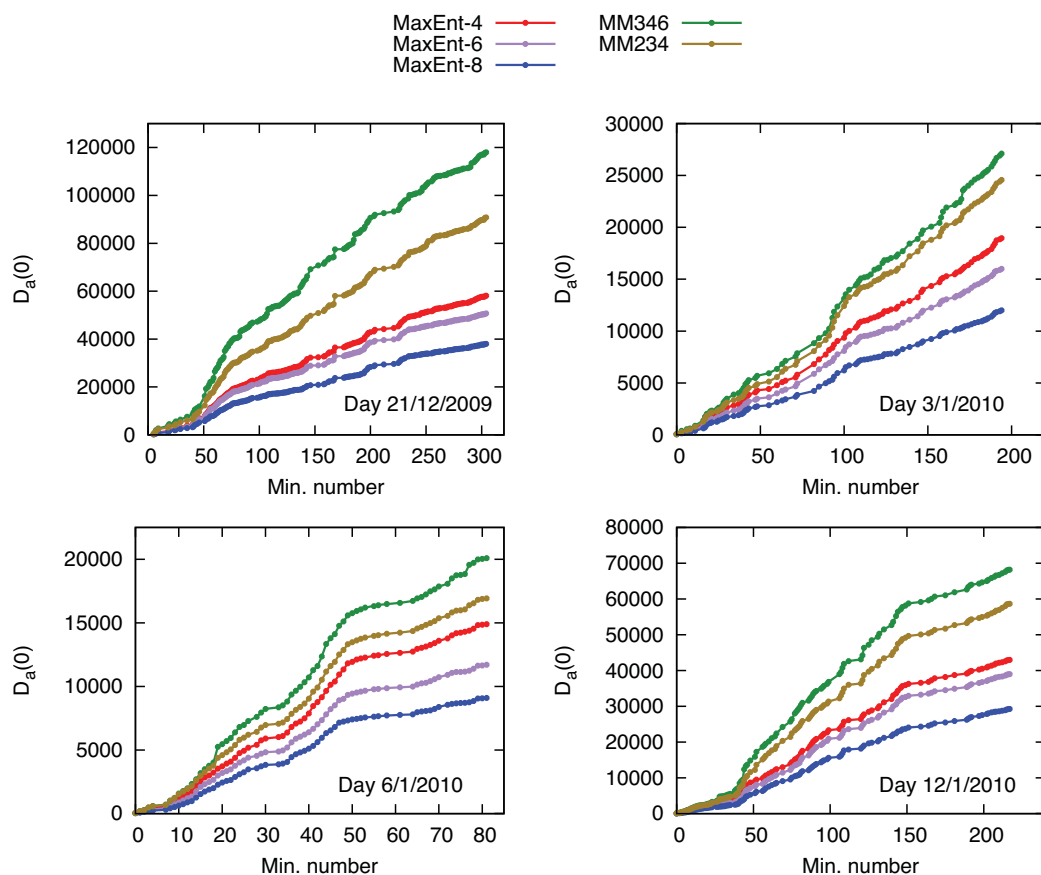 MaxEnt-4
MaxEnt-6
MaxEnt-8
MM346
MM234
120000
100000
80000
60000
40000
20000
0
D_a(0)
0 50 100 150 200 250 300
Min. number
Day 21/12/2009
30000
25000
20000
15000
10000
5000
0
D_a(0)
0 50 100 150 200
Min. number
Day 3/1/2010
20000
15000
10000
5000
0
D_a(0)
0 10 20 30 40 50 60 70 80
Min. number
Day 6/1/2010
80000
70000
60000
50000
40000
30000
20000
10000
0
D_a(0)
0 50 100 150 200
Min. number
Day 12/1/2010